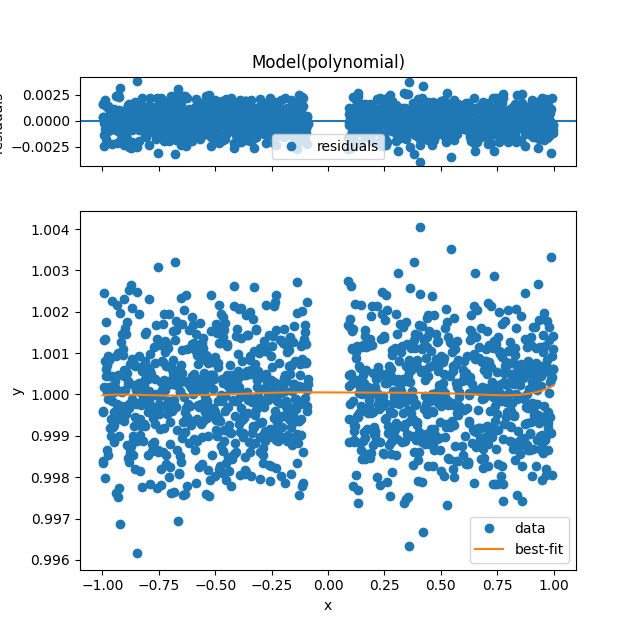 Model(polynomial)
0.0025
0.0000
−0.0025
residuals
residuals
1.004
1.003
1.002
1.001
1.000
0.999
0.998
0.997
0.996
y
data
best-fit
−1.00 −0.75 −0.50 −0.25 0.00 0.25 0.50 0.75 1.00
x